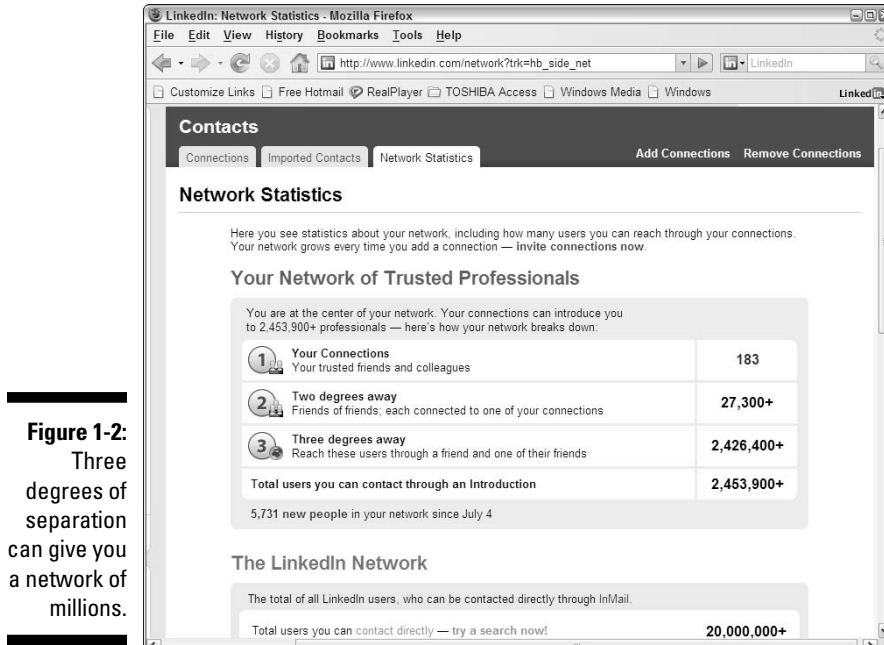 LinkedIn: Network Statistics - Mozilla Firefox
File Edit View History Bookmarks Tools Help
http://www.linkedin.com/network?trk=hb_side_net
LinkedIn
Customize Links Free Hotmail RealPlayer TOSHIBA Access Windows Media Windows
Linked
Contacts
Connections Imported Contacts Network Statistics Add Connections Remove Connections
Network Statistics
Here you see statistics about your network, including how many users you can reach through your connections.
Your network grows every time you add a connection — invite connections now.
Your Network of Trusted Professionals
You are at the center of your network. Your connections can introduce you
to 2,453,900+ professionals — here's how your network breaks down:
1 Your Connections
Your trusted friends and colleagues
183
2 Two degrees away
Friends of friends; each connected to one of your connections
27,300+
3 Three degrees away
Reach these users through a friend and one of their friends
2,426,400+
Total users you can contact through an Introduction 2,453,900+
5,731 new people in your network since July 4
The LinkedIn Network
The total of all LinkedIn users, who can be contacted directly through InMail.
Total users you can contact directly — try a search now! 20,000,000+
Figure 1-2:
Three
degrees of
separation
can give you
a network of
millions.